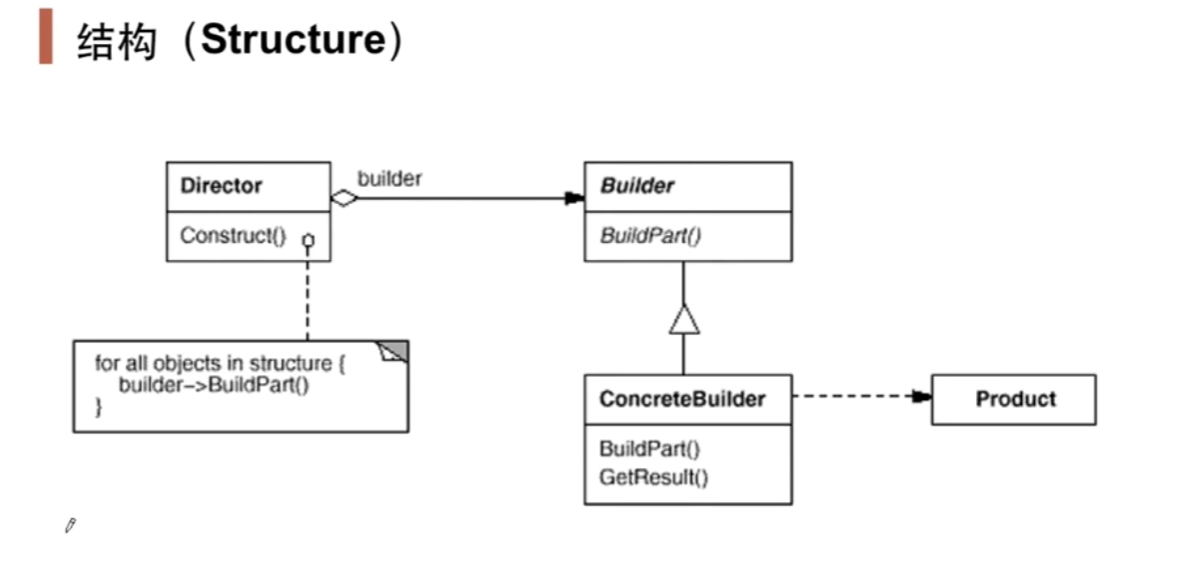 结构（Structure）
Director
Construct()
builder
Builder
BuildPart()
for all objects in structure {
builder->BuildPart()
}
ConcreteBuilder
BuildPart()
GetResult()
Product